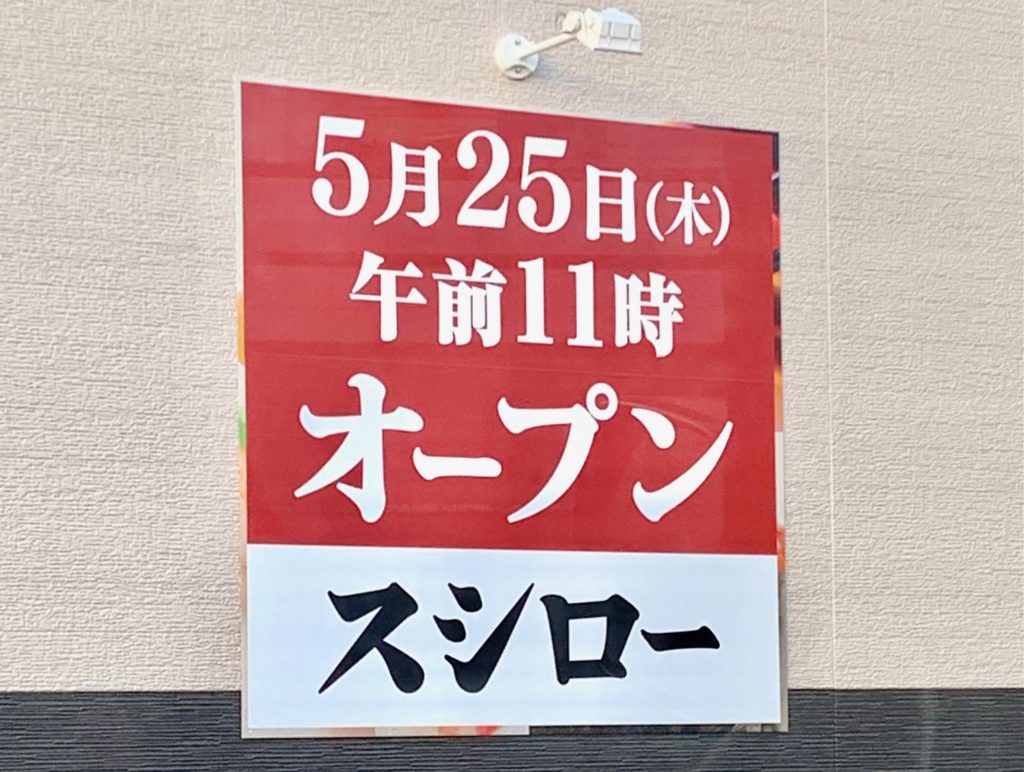 5月25日(木)
午前11時
オープン
スシロー